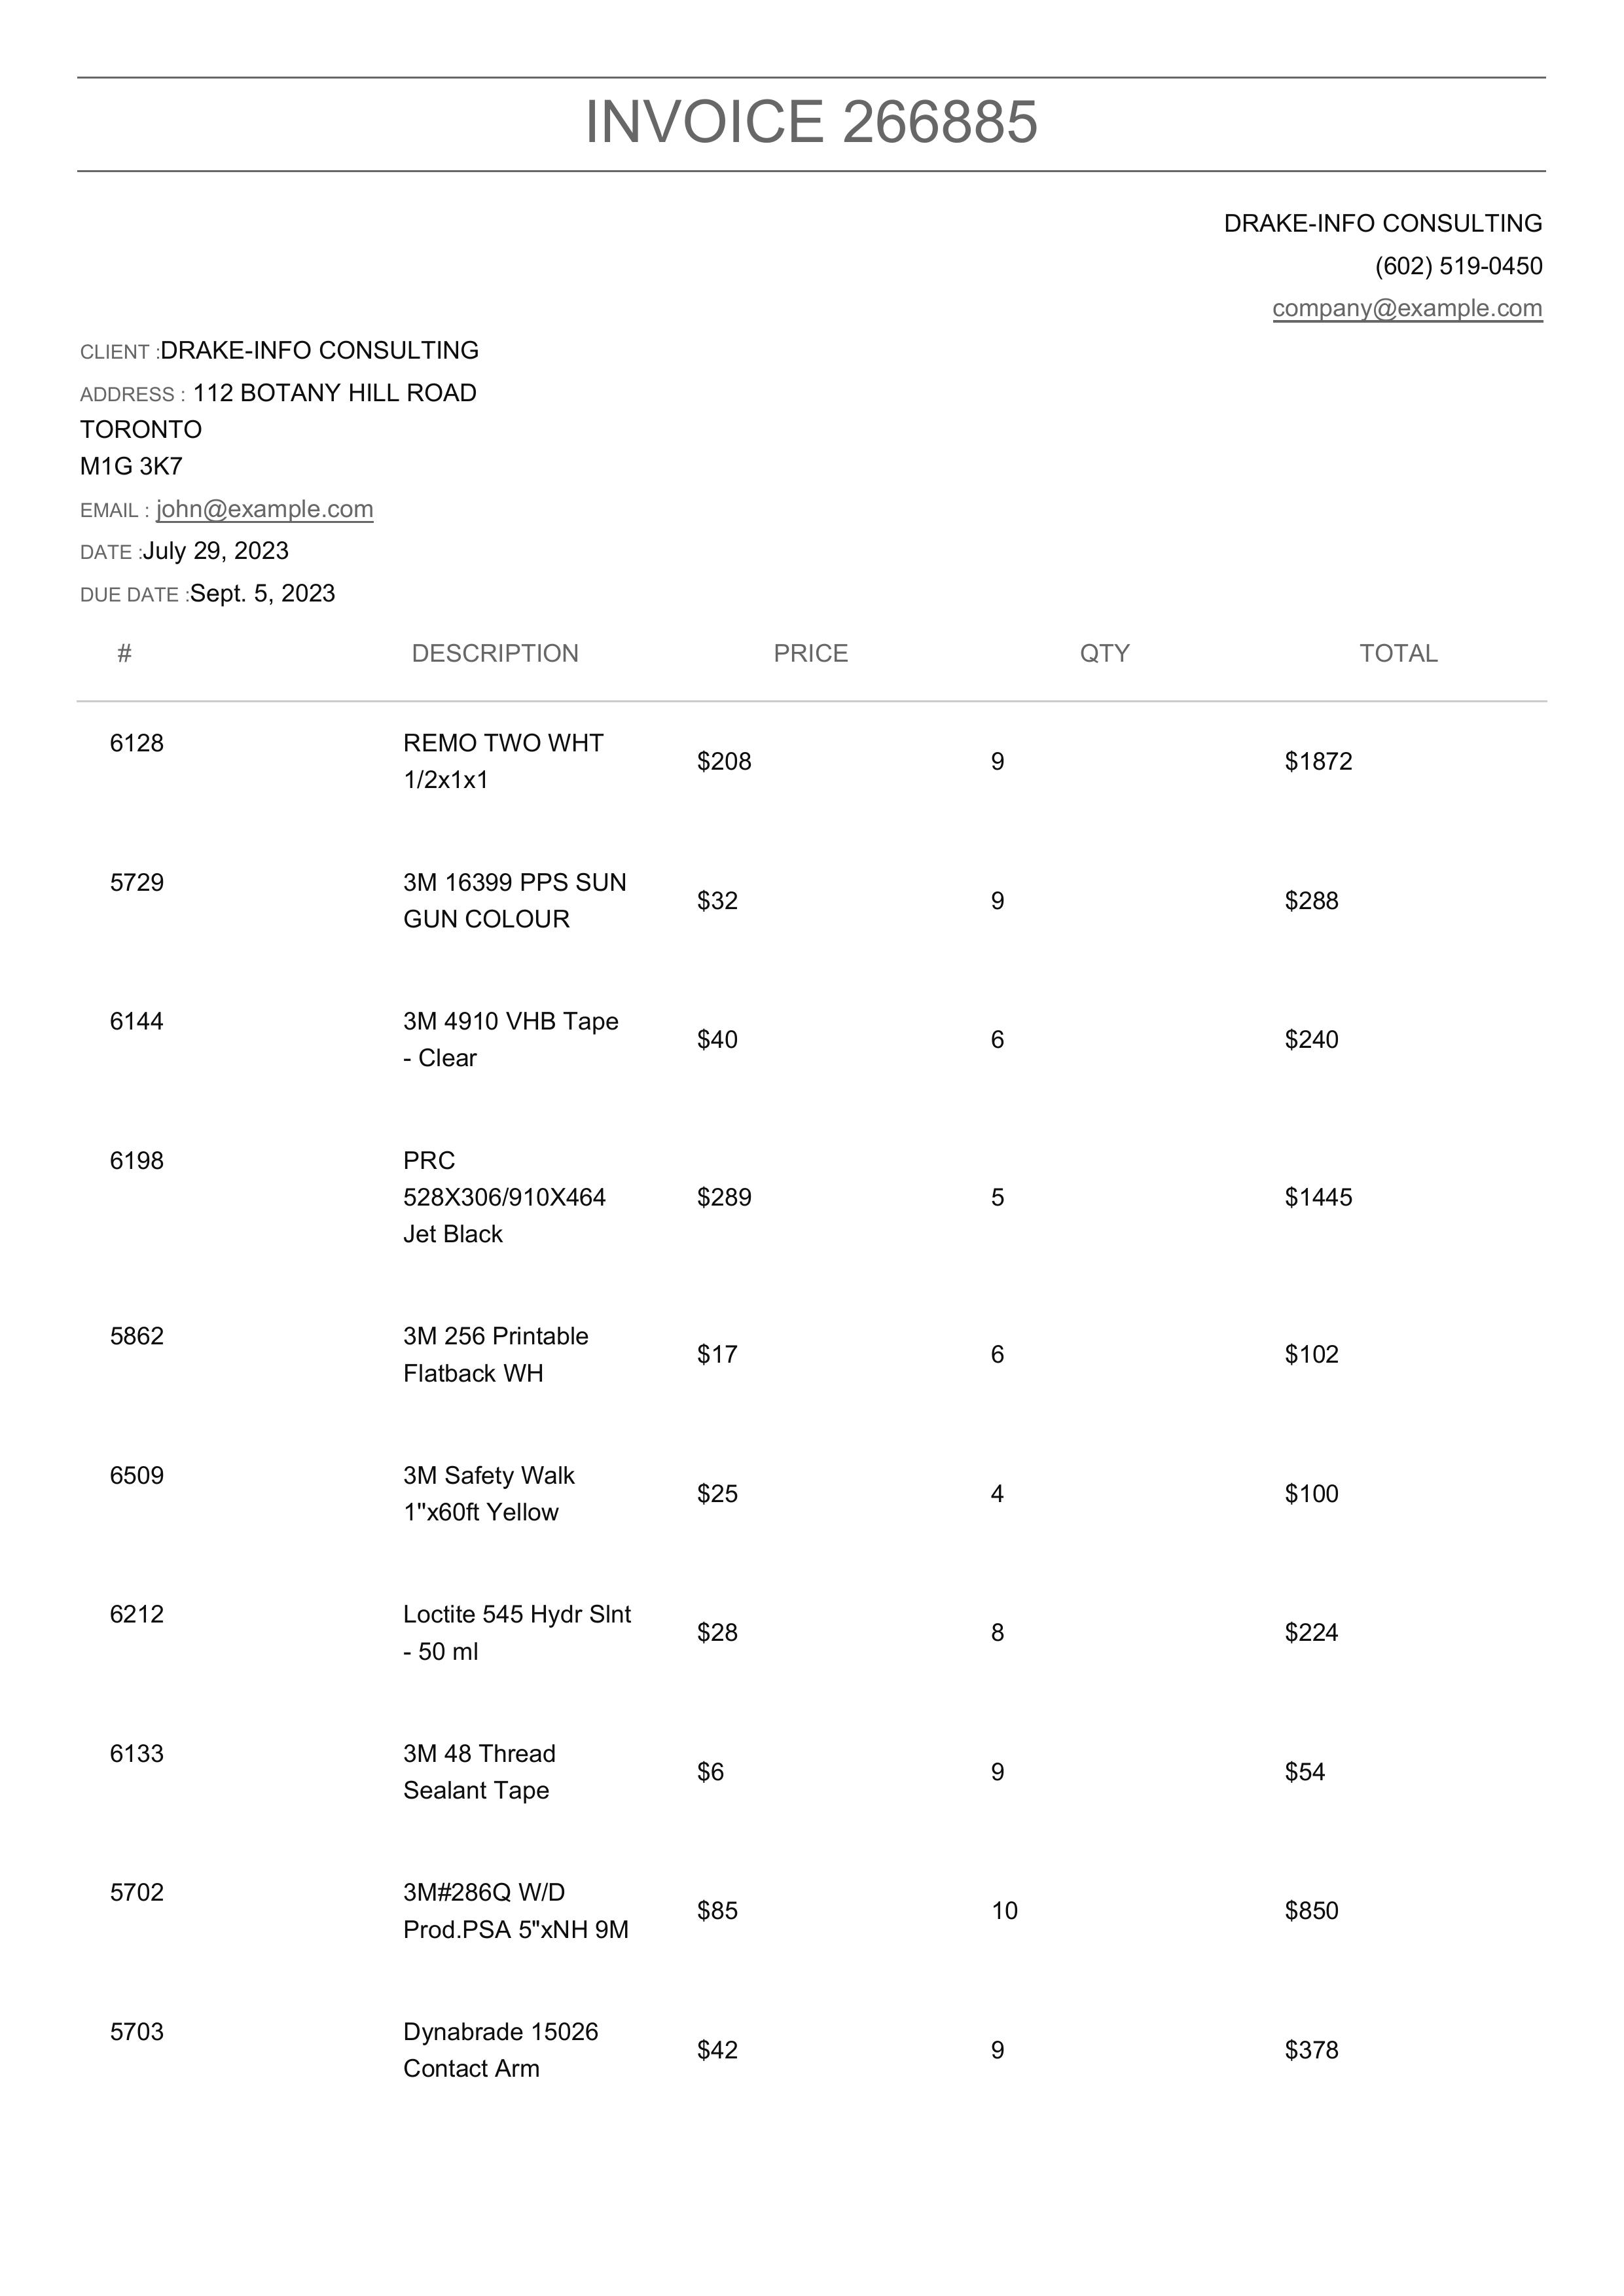 INVOICE 266885
DRAKE-INFO CONSULTING
(602) 519-0450
company@example.com
CLIENT :DRAKE-INFO CONSULTING
ADDRESS : 112 BOTANY HILL ROAD
TORONTO
M1G 3K7
EMAIL : john@example.com
DATE :July 29, 2023
DUE DATE :Sept. 5, 2023
# DESCRIPTION PRICE QTY TOTAL
6128 REMO TWO WHT
1/2x1x1
$208 9 $1872
5729 3M 16399 PPS SUN
GUN COLOUR
$32 9 $288
6144 3M 4910 VHB Tape
- Clear
$40 6 $240
6198 PRC
528X306/910X464 $289 5 $1445
Jet Black
5862 3M 256 Printable
Flatback WH
$17 6 $102
6509 3M Safety Walk
1"x60ft Yellow
$25 4 $100
6212 Loctite 545 Hydr Slnt
- 50 ml
$28 8 $224
6133 3M 48 Thread
Sealant Tape
$6 9 $54
5702 3M#286Q W/D
Prod.PSA 5"xNH 9M
$85 10 $850
5703 Dynabrade 15026
Contact Arm
$42 9 $378